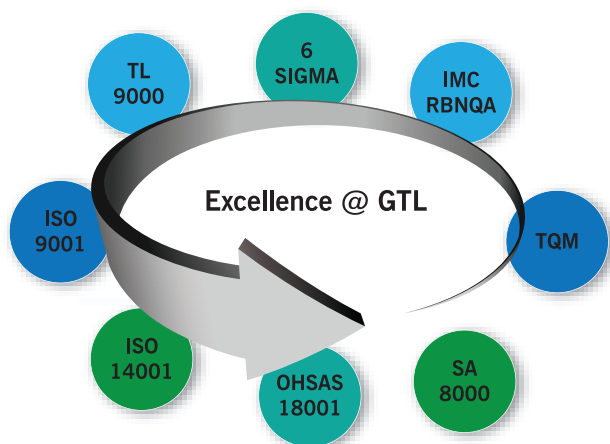 6
SIGMA
TL
9000
IMC
RBNQA
Excellence @ GTL
ISO
9001
TQM
ISO
14001
OHSAS
18001
SA
8000